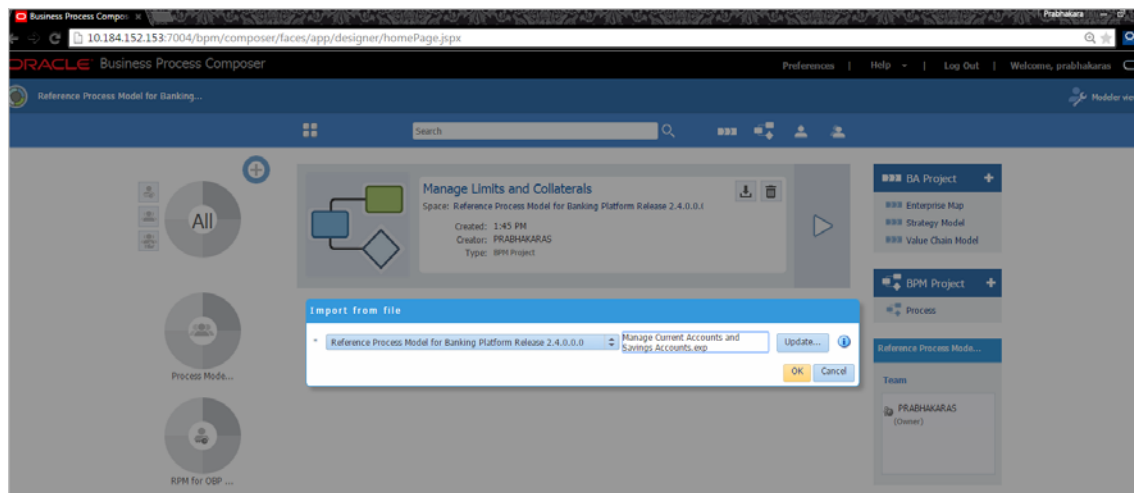 Business Process Compos ×
Prabhakara
10.184.152.153:7004/bpm/composer/faces/app/designer/homePage.jspx
ORACLE Business Process Composer
Preferences | Help | Log Out | Welcome, prabhakaras
Reference Process Model for Banking...
Modeler vie
Search
All
Manage Limits and Collaterals
Space: Reference Process Model for Banking Platform Release 2.4.0.0.(
Created: 1:45 PM
Creator: PRABHAKARAS
Type: BPM Project
BA Project +
Enterprise Map
Strategy Model
Value Chain Model
BPM Project +
Process
Import from file
* Reference Process Model for Banking Platform Release 2.4.0.0.0
Manage Current Accounts and
Savings Accounts.exp
Update...
OK
Cancel
Reference Process Mode...
Team
PRABHAKARAS
(Owner)
Process Mode...
RPM for OBP ...